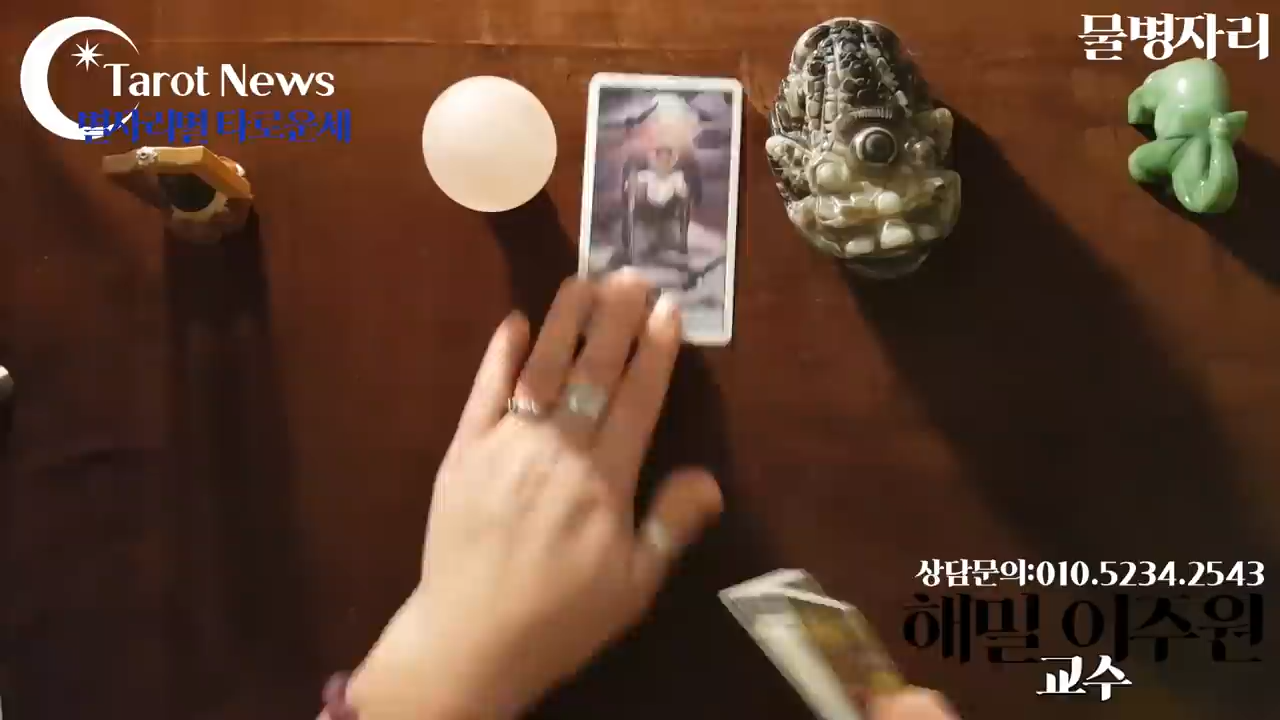 Tarot News
별자리별 타로운세
물병자리
상담문의:010.5234.2543
해밀 이주원
교수